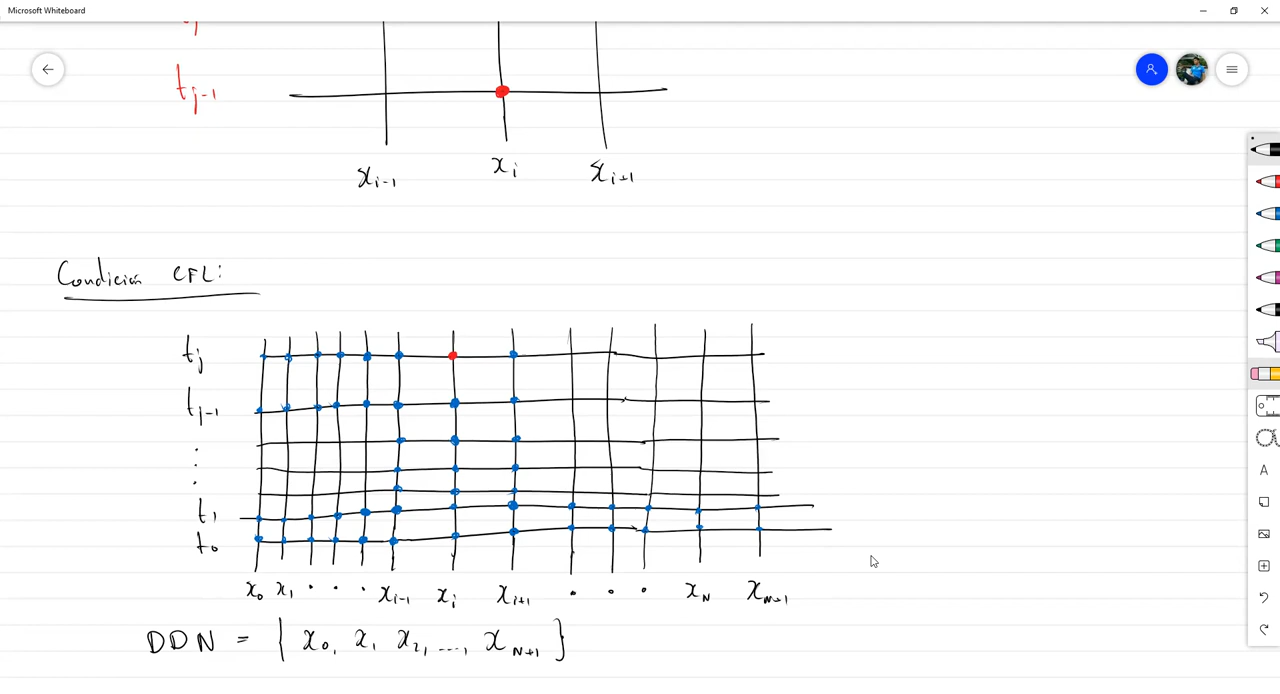 Microsoft Whiteboard
t_{j-1}
x_{i-1} x_i x_{i+1}
Condición CFL:
t_j
t_{j-1}
⋮
t_1
t_0
x_0 x_1 · · · x_{i-1} x_i x_{i+1} · · · x_N x_{N+1}
DDN = { x_0, x_1 x_2, ..., x_{N+1} }
A